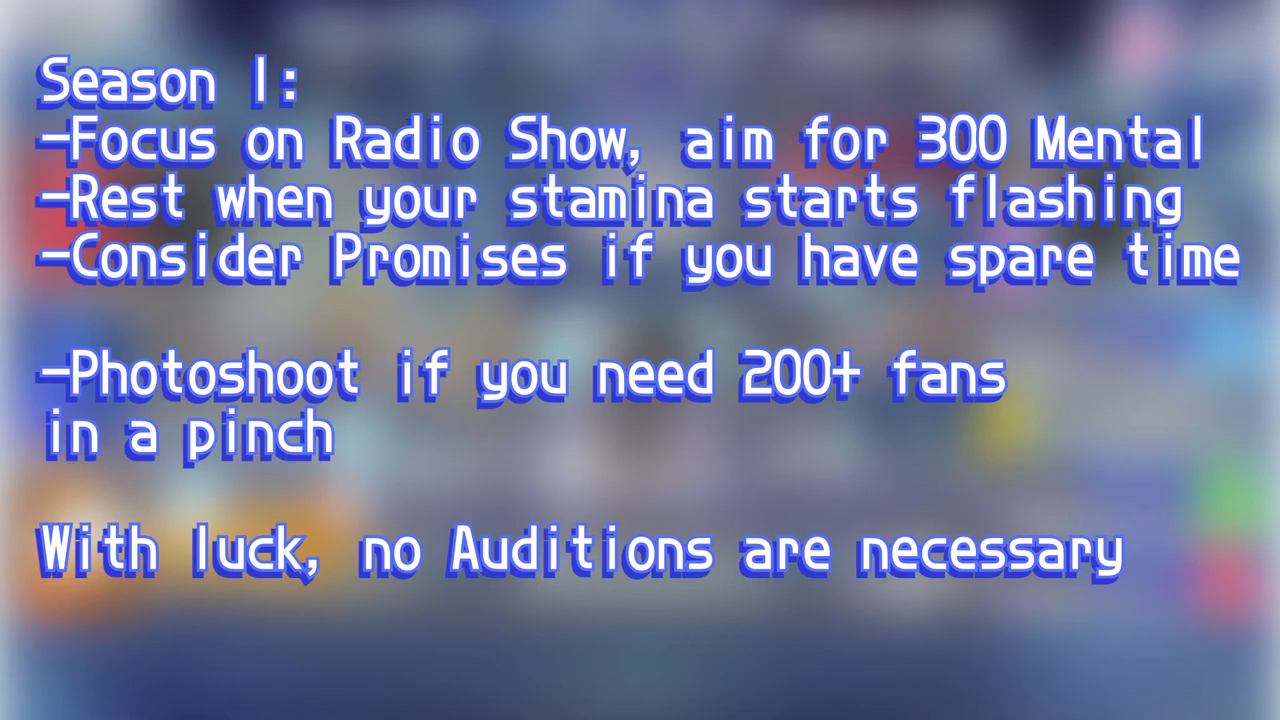 Season 1:
-Focus on Radio Show, aim for 300 Mental
-Rest when your stamina starts flashing
-Consider Promises if you have spare time
-Photoshoot if you need 200+ fans
in a pinch
With luck, no Auditions are necessary